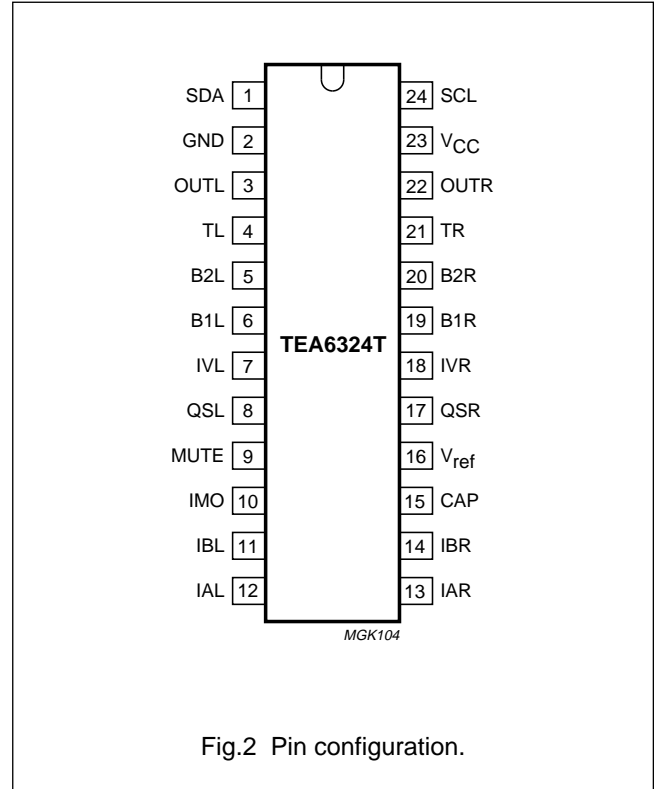 SDA 1 24 SCL
GND 2 23 VCC
OUTL 3 22 OUTR
TL 4 21 TR
B2L 5 20 B2R
B1L 6 19 B1R
TEA6324T
IVL 7 18 IVR
QSL 8 17 QSR
MUTE 9 16 Vref
IMO 10 15 CAP
IBL 11 14 IBR
IAL 12 13 IAR
MGK104
Fig.2 Pin configuration.